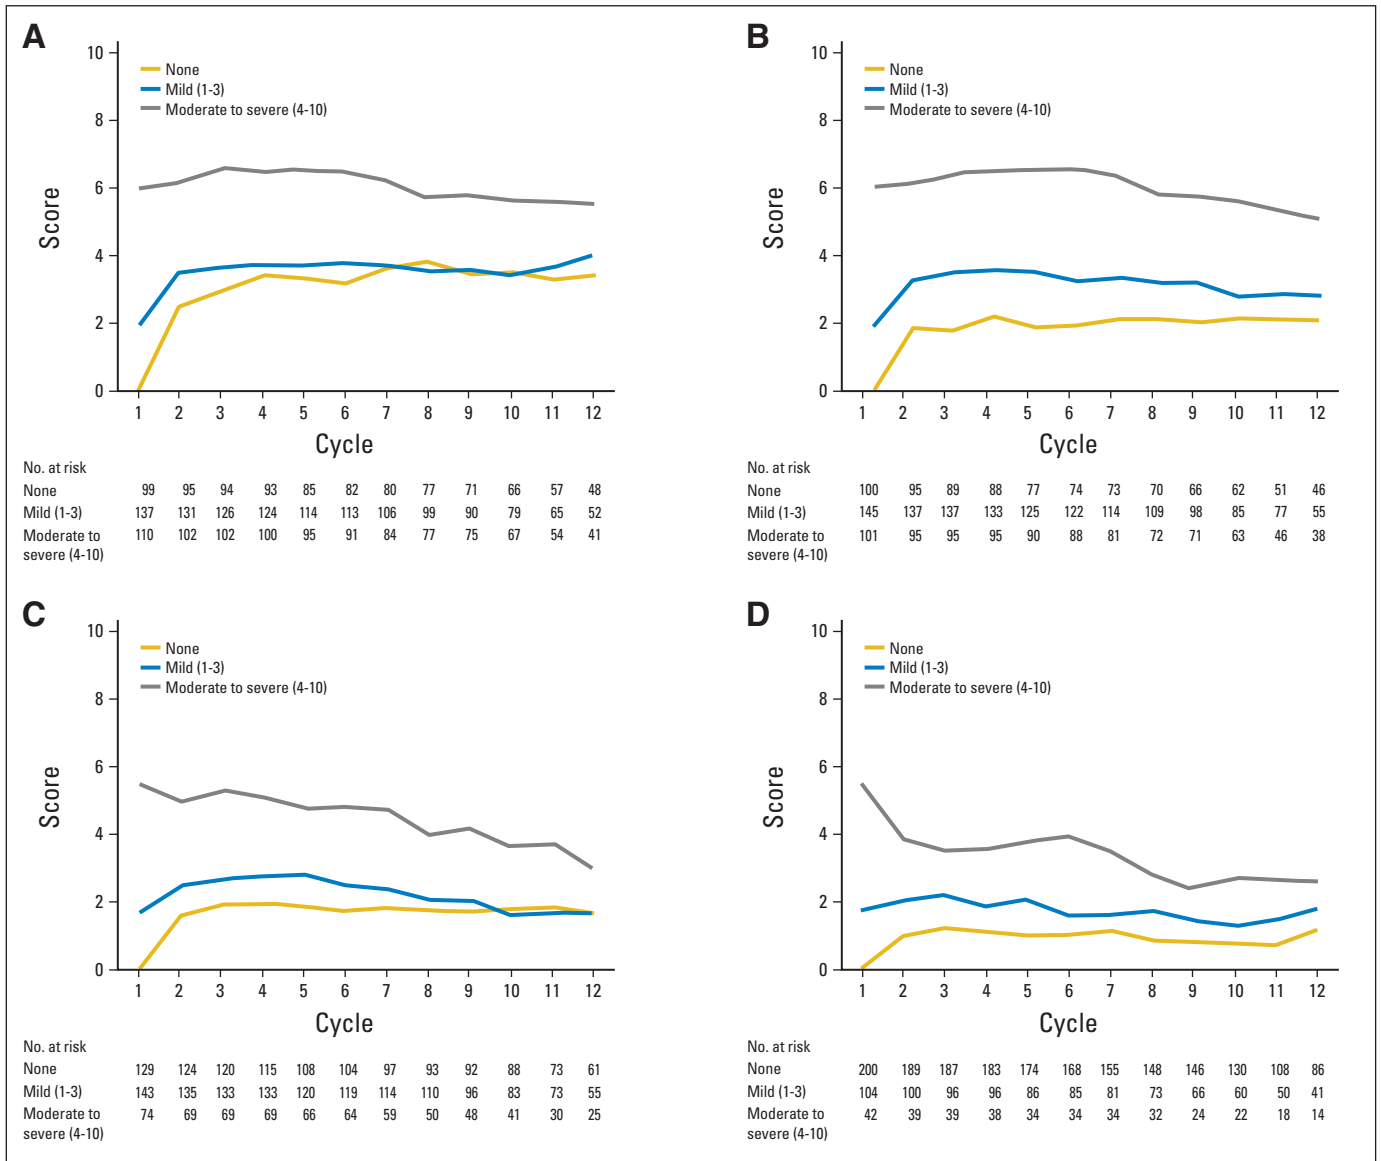 A
10
8
6
4
2
0
Score
None
Mild (1-3)
Moderate to severe (4-10)
1 2 3 4 5 6 7 8 9 10 11 12
Cycle
No. at risk
None 99 95 94 93 85 82 80 77 71 66 57 48
Mild (1-3) 137 131 126 124 114 113 106 99 90 79 65 52
Moderate to 110 102 102 100 95 91 84 77 75 67 54 41
severe (4-10)
B
10
8
6
4
2
0
Score
None
Mild (1-3)
Moderate to severe (4-10)
1 2 3 4 5 6 7 8 9 10 11 12
Cycle
No. at risk
None 100 95 89 88 77 74 73 70 66 62 51 46
Mild (1-3) 145 137 137 133 125 122 114 109 98 85 77 55
Moderate to 101 95 95 95 90 88 81 72 71 63 46 38
severe (4-10)
C
10
8
6
4
2
0
Score
None
Mild (1-3)
Moderate to severe (4-10)
1 2 3 4 5 6 7 8 9 10 11 12
Cycle
No. at risk
None 129 124 120 115 108 104 97 93 92 88 73 61
Mild (1-3) 143 135 133 133 120 119 114 110 96 83 73 55
Moderate to 74 69 69 69 66 64 59 50 48 41 30 25
severe (4-10)
D
10
8
6
4
2
0
Score
None
Mild (1-3)
Moderate to severe (4-10)
1 2 3 4 5 6 7 8 9 10 11 12
Cycle
No. at risk
None 200 189 187 183 174 168 155 148 146 130 108 86
Mild (1-3) 104 100 96 96 86 85 81 73 66 60 50 41
Moderate to 42 39 39 38 34 34 34 32 24 22 18 14
severe (4-10)